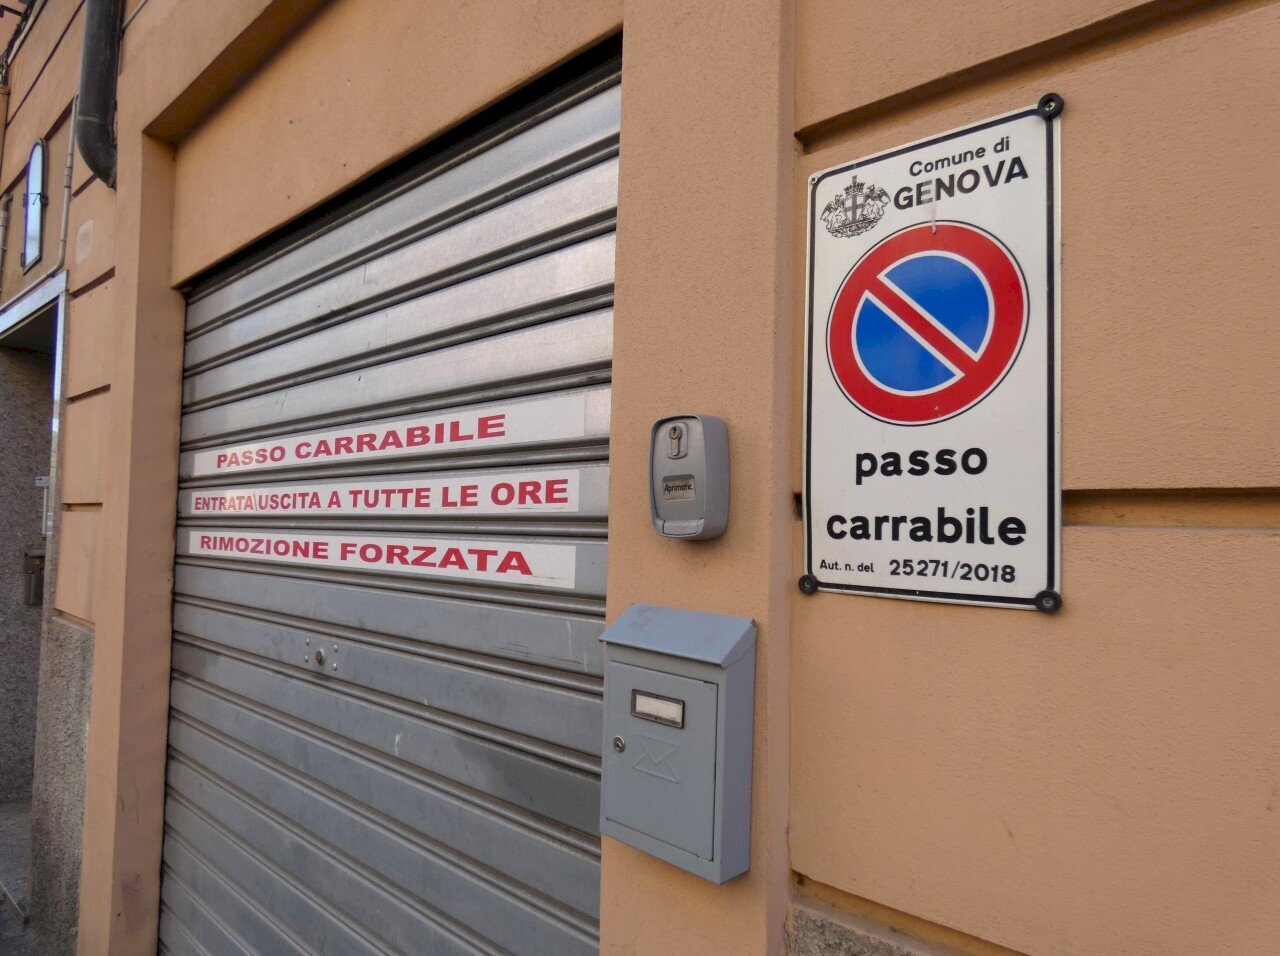 PASSO CARRABILE
ENTRATA\USCITA A TUTTE LE ORE
RIMOZIONE FORZATA
Aprimatic
Comune di
GENOVA
passo
carrabile
Aut. n. del 25271/2018